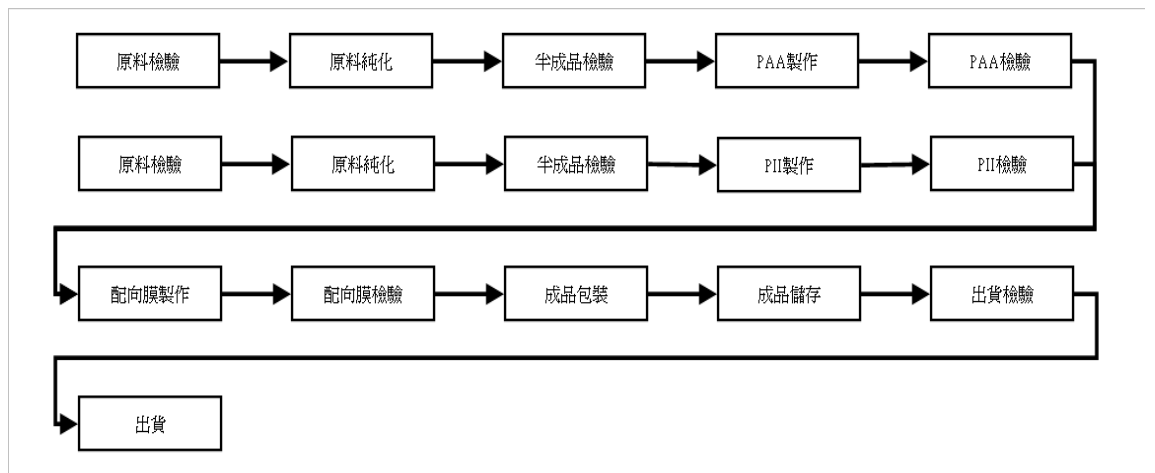 原料檢驗
原料純化
半成品檢驗
PAA製作
PAA檢驗
原料檢驗
原料純化
半成品檢驗
PII製作
PII檢驗
配向膜製作
配向膜檢驗
成品包裝
成品儲存
出貨檢驗
出貨